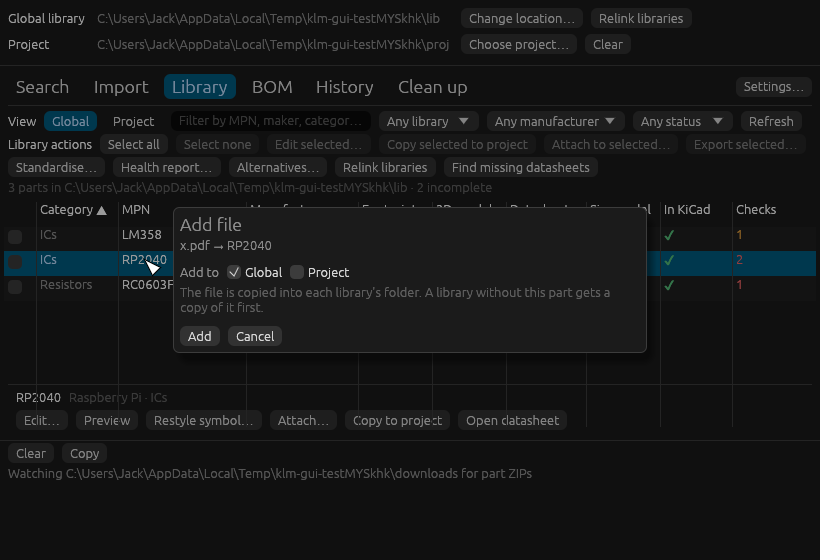 Global library C:\Users\Jack\AppData\Local\Temp\klm-gui-testMYSkhk\lib Change location... Relink libraries
Project C:\Users\Jack\AppData\Local\Temp\klm-gui-testMYSkhk\proj Choose project... Clear
Search Import Library BOM History Clean up Settings...
View Global Project Filter by MPN, maker, categor... Any library Any manufacturer Any status Refresh
Library actions Select all Select none Edit selected... Copy selected to project Attach to selected... Export selected...
Standardise... Health report... Alternatives... Relink libraries Find missing datasheets
3 parts in C:\Users\Jack\AppData\Local\Temp\klm-gui-testMYSkhk\lib · 2 incomplete
Category ▲ MPN In KiCad Checks
ICs LM358 ✓ 1
ICs RP2040 ✓ 2
Resistors RC0603F ✓ 1
Add file
x.pdf → RP2040
Add to Global Project
The file is copied into each library's folder. A library without this part gets a
copy of it first.
Add Cancel
RP2040 Raspberry Pi · ICs
Edit... Preview Restyle symbol... Attach... Copy to project Open datasheet
Clear Copy
Watching C:\Users\Jack\AppData\Local\Temp\klm-gui-testMYSkhk\downloads for part ZIPs